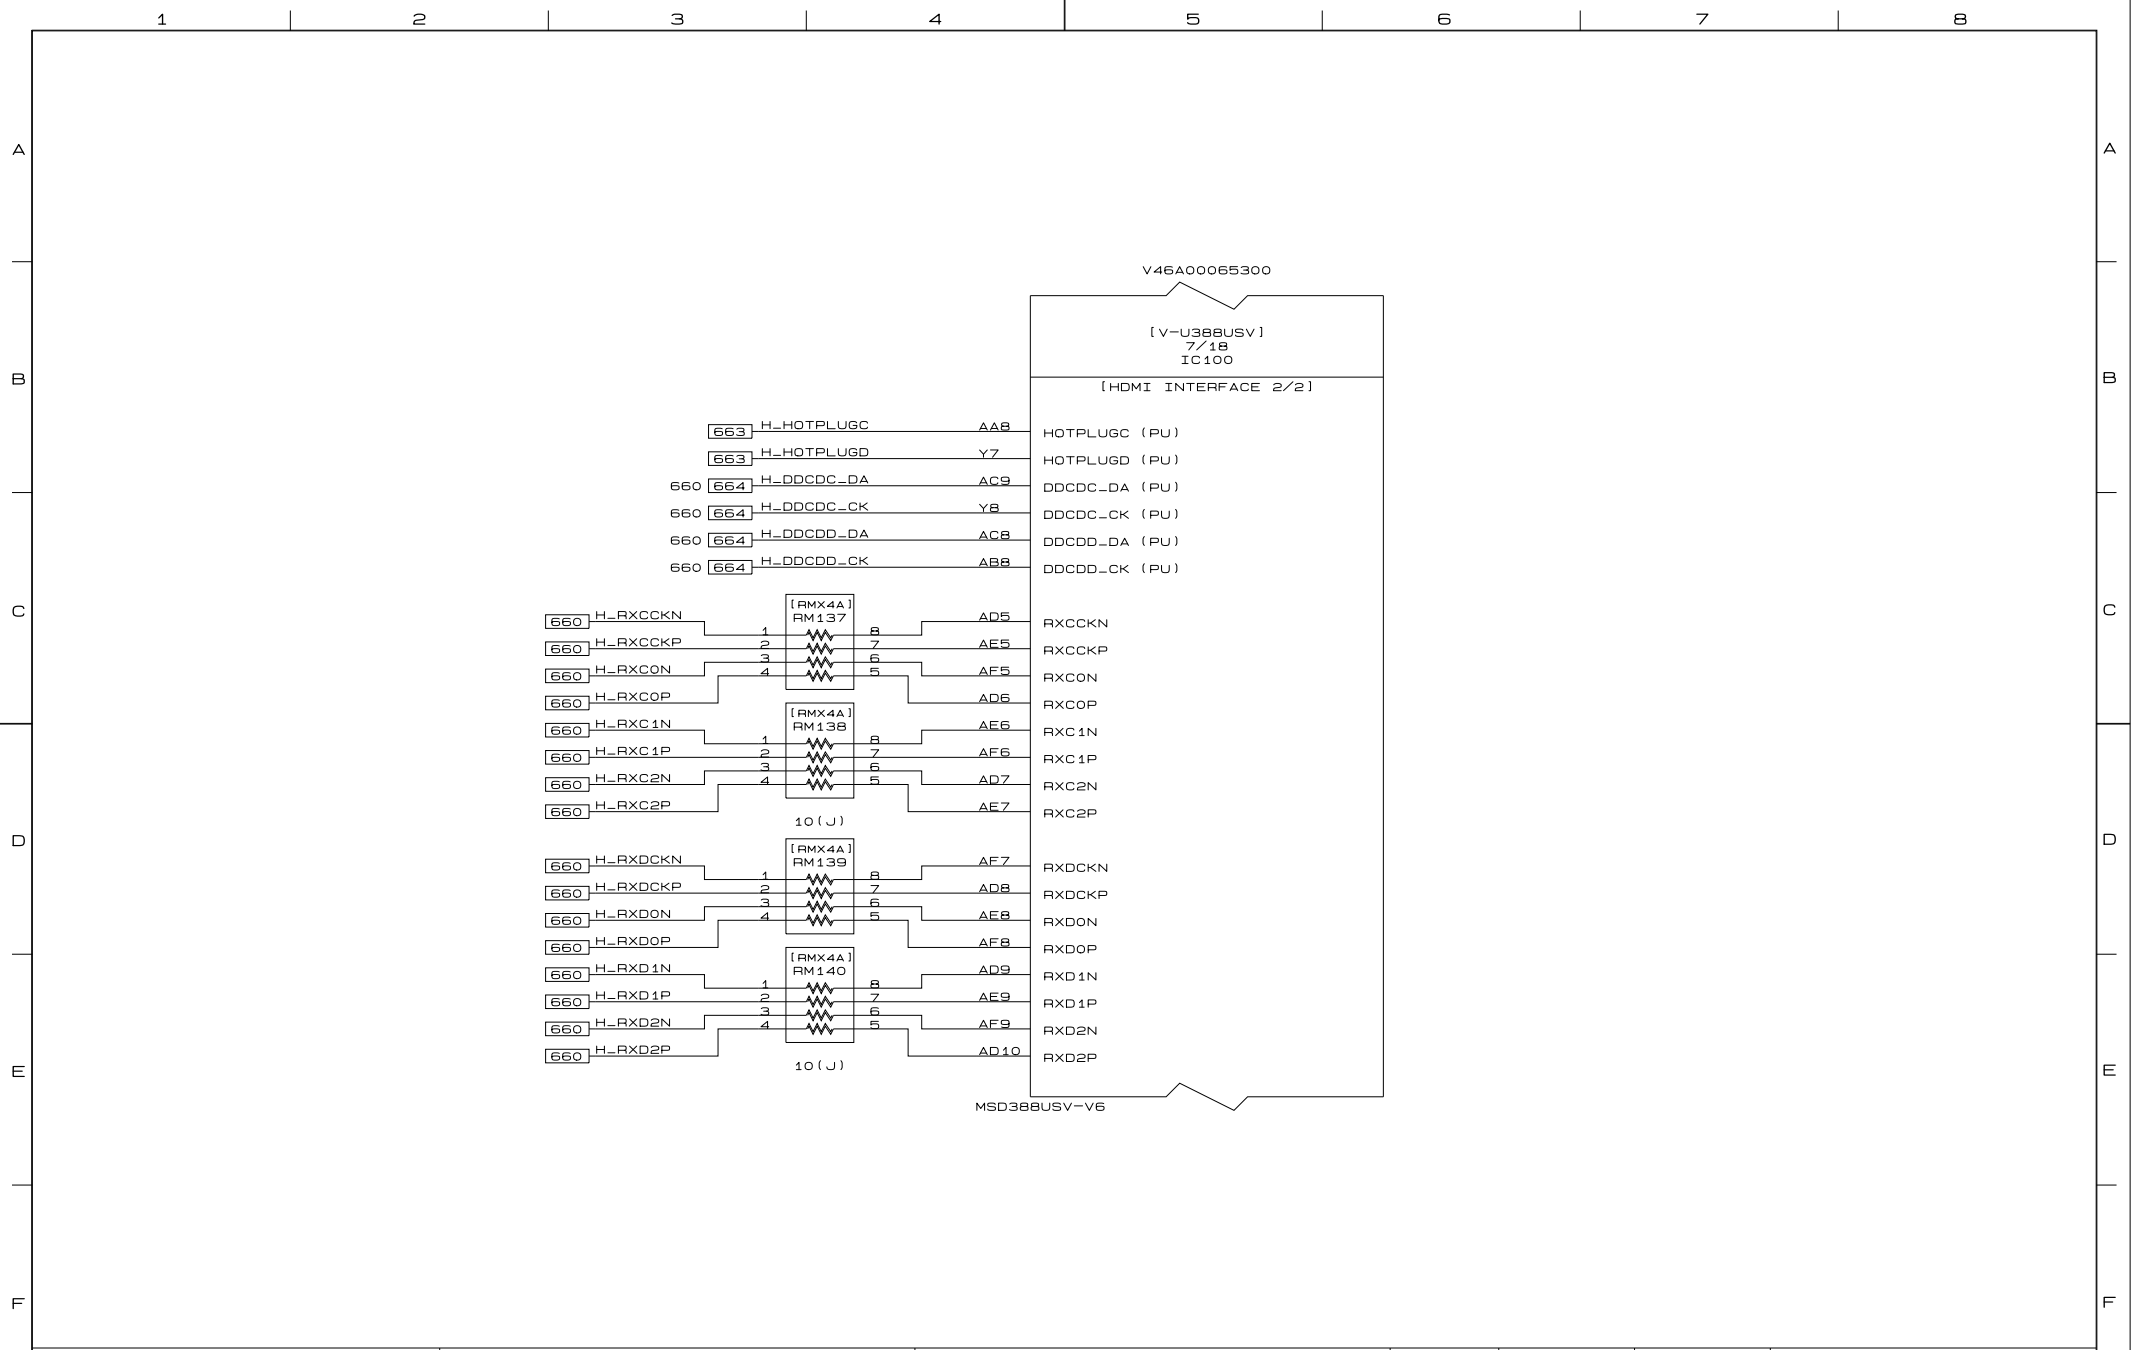 1 2 3 4 5 6 7 8
A A
V46A00065300
[V-U388USV]
7/18
IC100
B B
[HDMI INTERFACE 2/2]
663 H_HOTPLUGC AA8 HOTPLUGC (PU)
663 H_HOTPLUGD Y7 HOTPLUGD (PU)
660 664 H_DDCDC_DA AC9 DDCDC_DA (PU)
660 664 H_DDCDC_CK Y8 DDCDC_CK (PU)
660 664 H_DDCDD_DA AC8 DDCDD_DA (PU)
660 664 H_DDCDD_CK AB8 DDCDD_CK (PU)
C C
[RMX4A]
RM137
660 H_RXCCKN 1 8 AD5 RXCCKN
660 H_RXCCKP 2 7 AE5 RXCCKP
660 H_RXC0N 3 6 AF5 RXC0N
660 H_RXC0P 4 5 AD6 RXC0P
[RMX4A]
RM138
660 H_RXC1N 1 8 AE6 RXC1N
660 H_RXC1P 2 7 AF6 RXC1P
660 H_RXC2N 3 6 AD7 RXC2N
660 H_RXC2P 4 5 AE7 RXC2P
10(J)
D D
[RMX4A]
RM139
660 H_RXDCKN 1 8 AF7 RXDCKN
660 H_RXDCKP 2 7 AD8 RXDCKP
660 H_RXD0N 3 6 AE8 RXD0N
660 H_RXD0P 4 5 AF8 RXD0P
[RMX4A]
RM140
660 H_RXD1N 1 8 AD9 RXD1N
660 H_RXD1P 2 7 AE9 RXD1P
660 H_RXD2N 3 6 AF9 RXD2N
660 H_RXD2P 4 5 AD10 RXD2P
10(J)
E E
MSD388USV-V6
F F